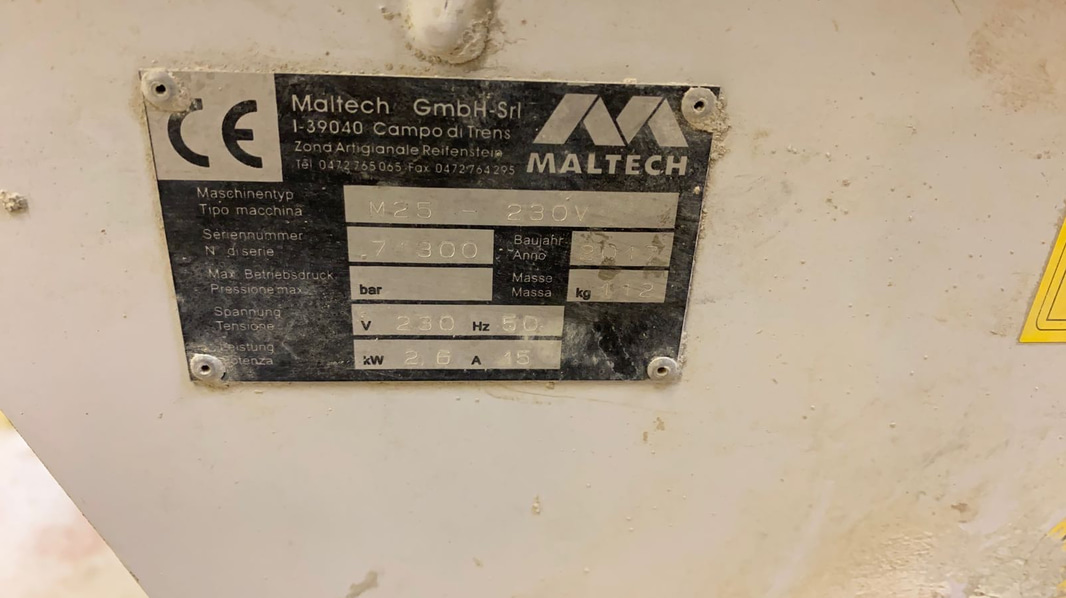 CE
Maltech GmbH-Srl
I-39040 Campo di Trens
Zona Artigianale Reifenstein
Tel. 0472 765 065-Fax. 0472 764 295
MALTECH
Maschinentyp
Tipo macchina
M25 - 230V
Seriennummer
N° di serie
Baujahr
Anno
Max. Betriebsdruck
Pressione max.
bar
Masse
Massa
kg
Spannung
Tensione
V 230 Hz 50
Leistung
Potenza
kW 2.6 A 15